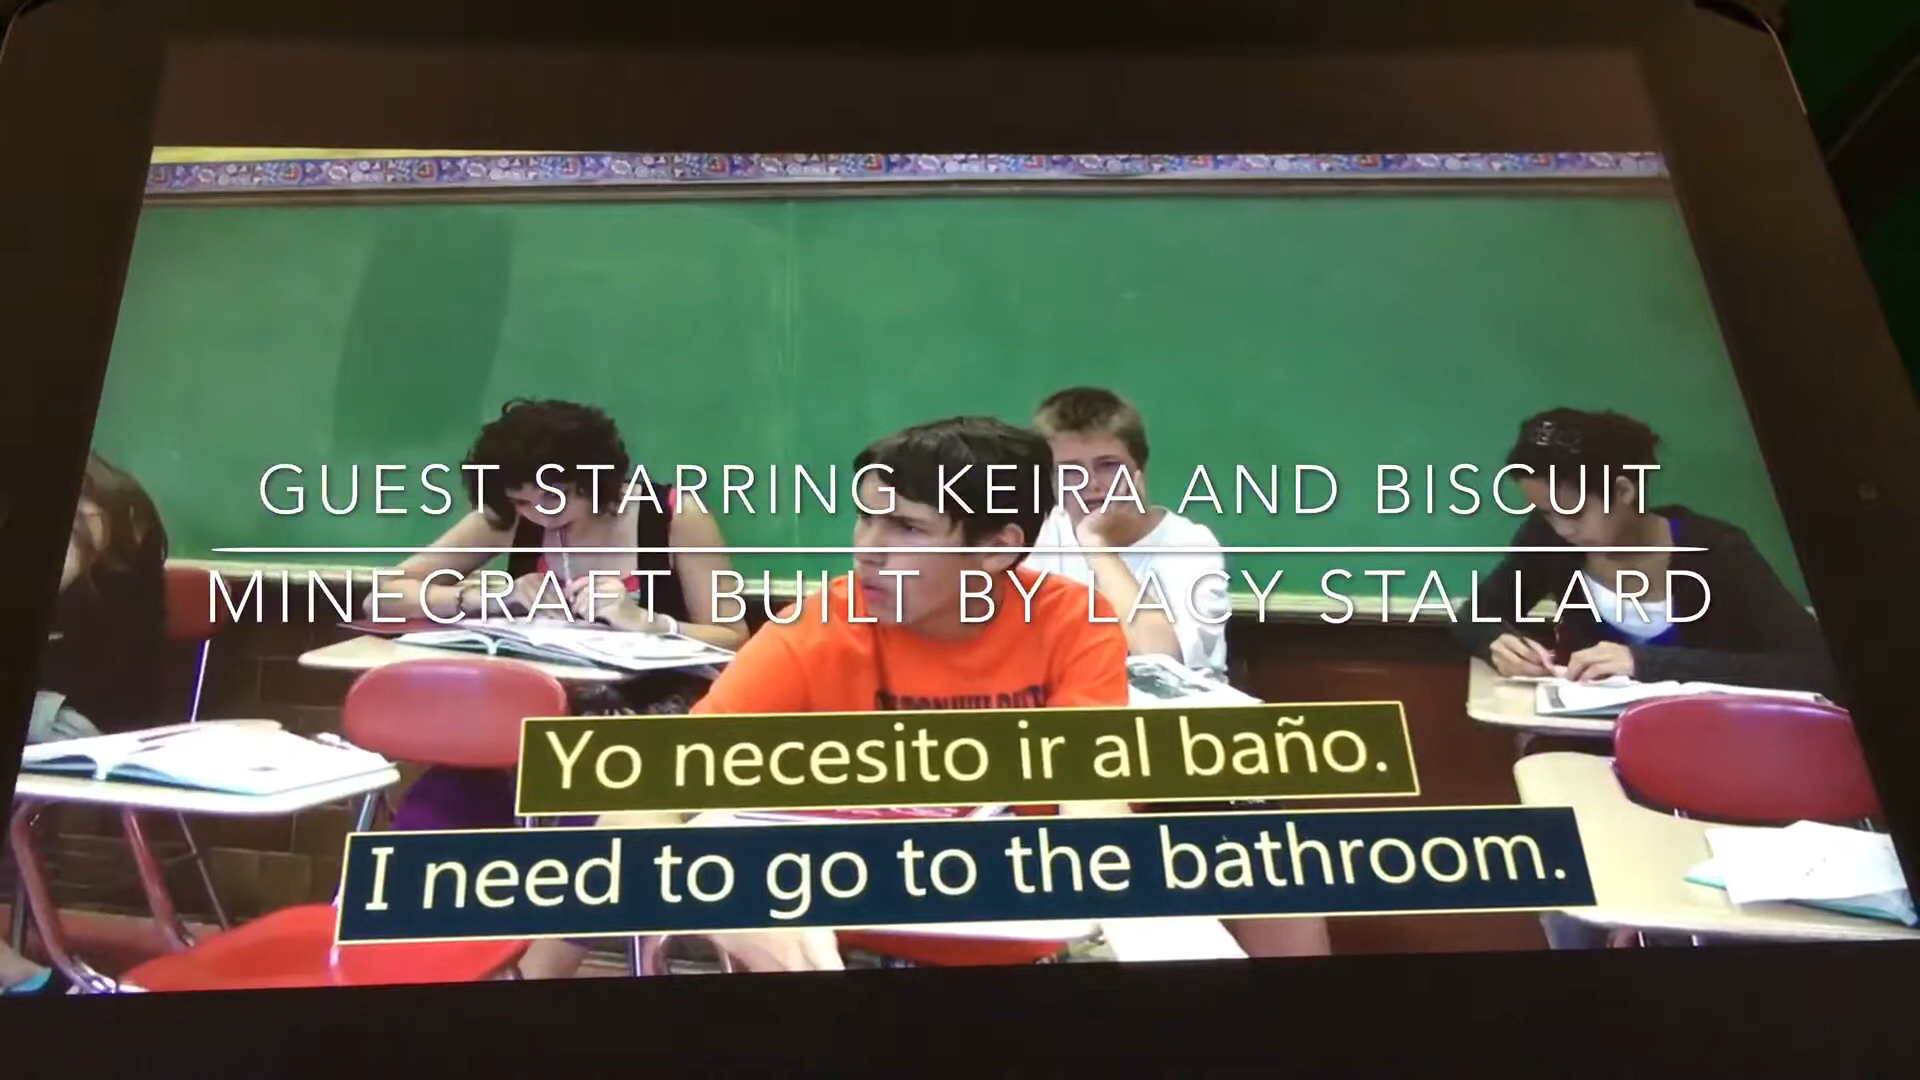 GUEST STARRING KEIRA AND BISCUIT
MINECRAFT BUILT BY LACY STALLARD
Yo necesito ir al baño.
I need to go to the bathroom.